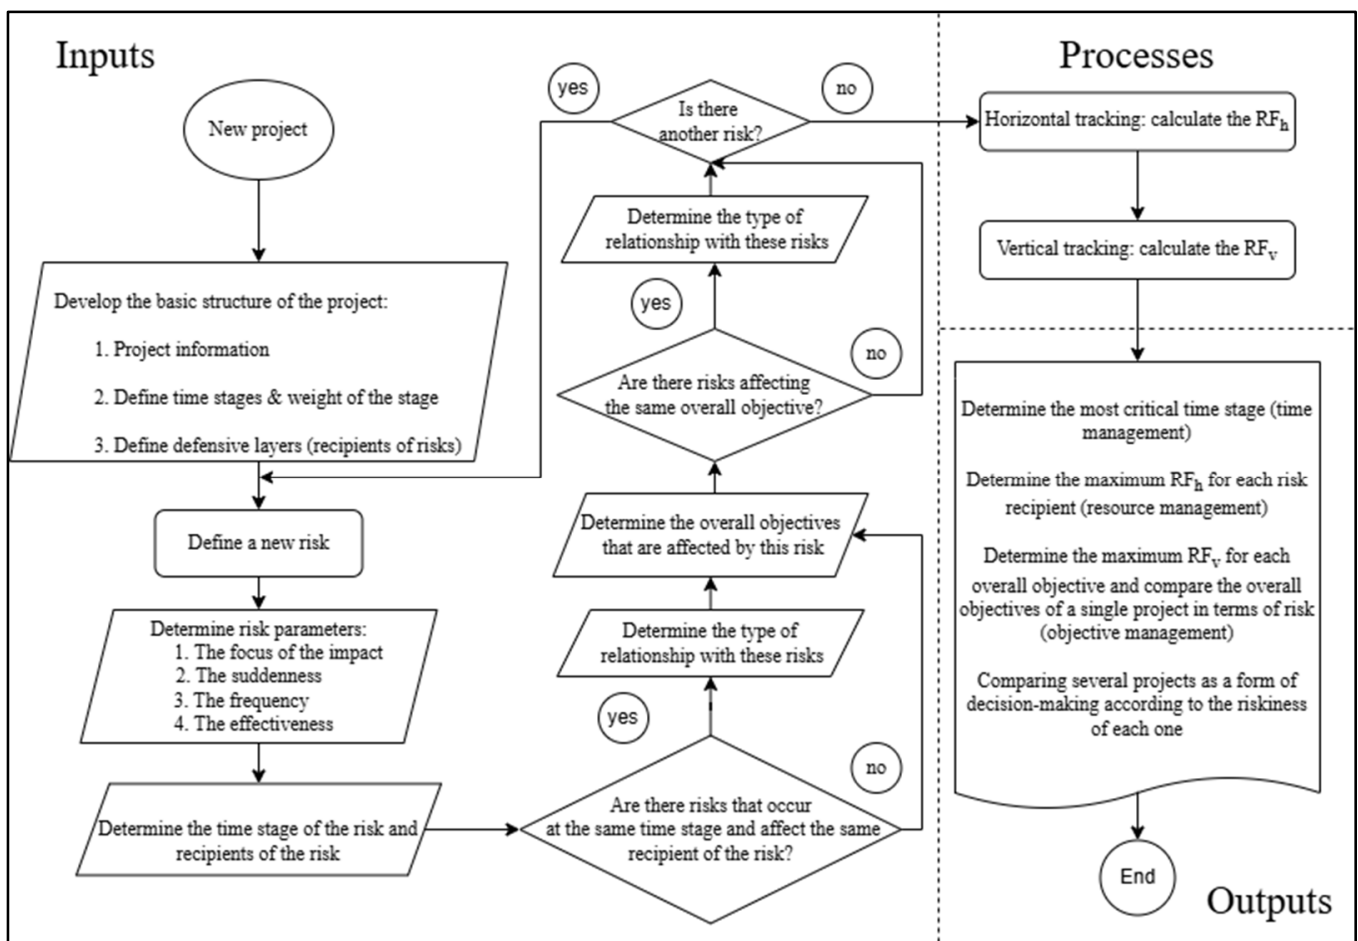 Inputs
New project
Develop the basic structure of the project:
1. Project information
2. Define time stages & weight of the stage
3. Define defensive layers (recipients of risks)
Define a new risk
Determine risk parameters:
1. The focus of the impact
2. The suddenness
3. The frequency
4. The effectiveness
Determine the time stage of the risk and
recipients of the risk
Are there risks that occur
at the same time stage and affect the same
recipient of the risk?
yes
no
Determine the type of
relationship with these risks
Determine the overall objectives
that are affected by this risk
Are there risks affecting
the same overall objective?
yes
no
Determine the type of
relationship with these risks
Is there
another risk?
yes
no
Processes
Horizontal tracking: calculate the RFh
Vertical tracking: calculate the RFv
Determine the most critical time stage (time
management)
Determine the maximum RFh for each risk
recipient (resource management)
Determine the maximum RFv for each
overall objective and compare the overall
objectives of a single project in terms of risk
(objective management)
Comparing several projects as a form of
decision-making according to the riskiness
of each one
End
Outputs